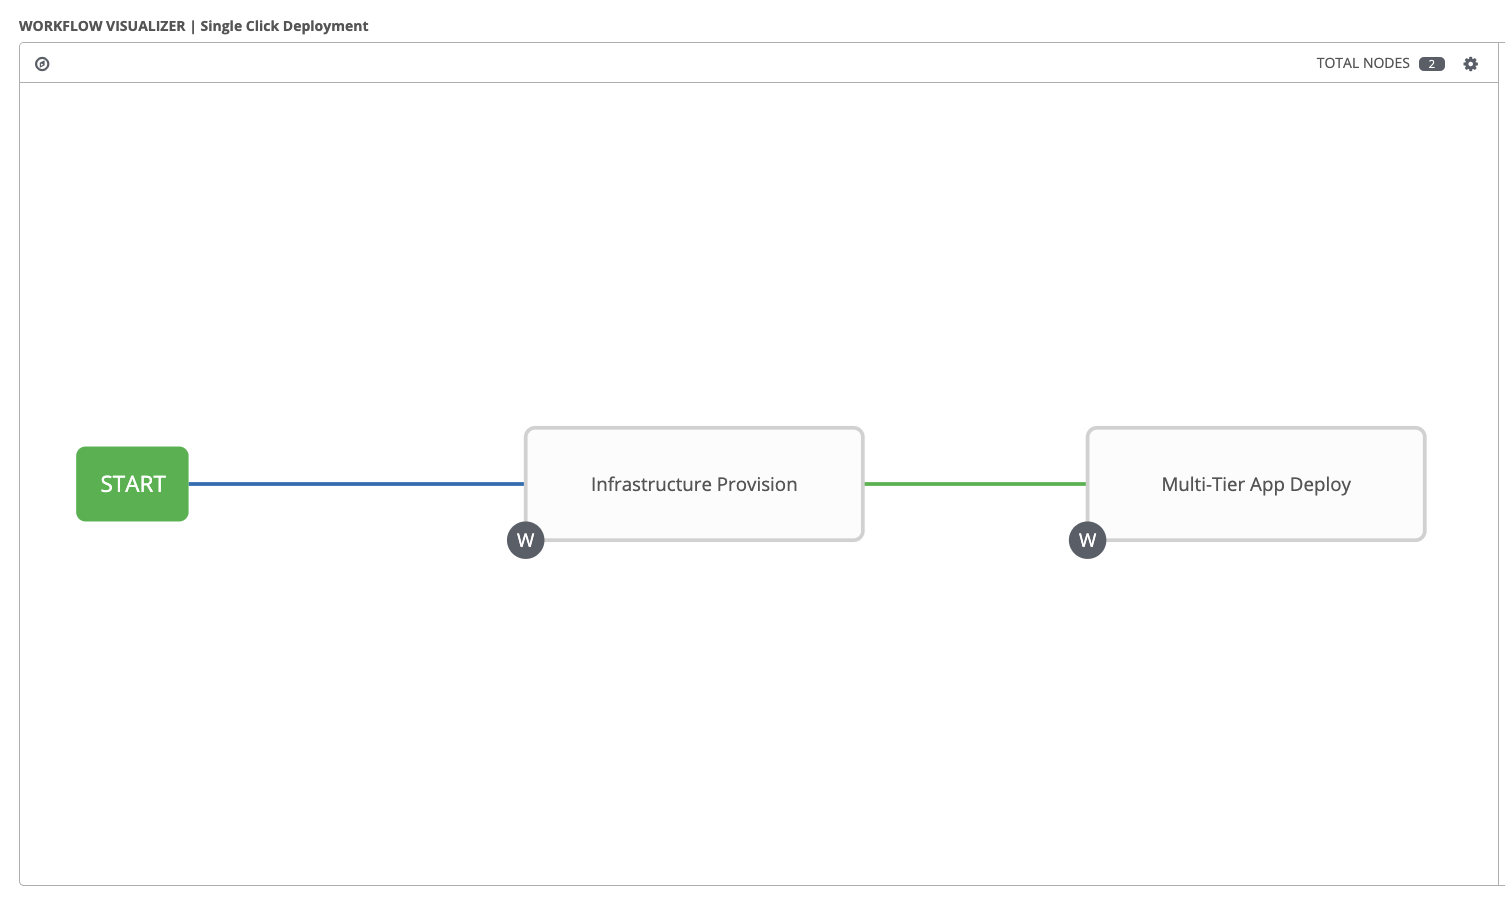 WORKFLOW VISUALIZER | Single Click Deployment
TOTAL NODES 2
START
Infrastructure Provision
Multi-Tier App Deploy
W
W